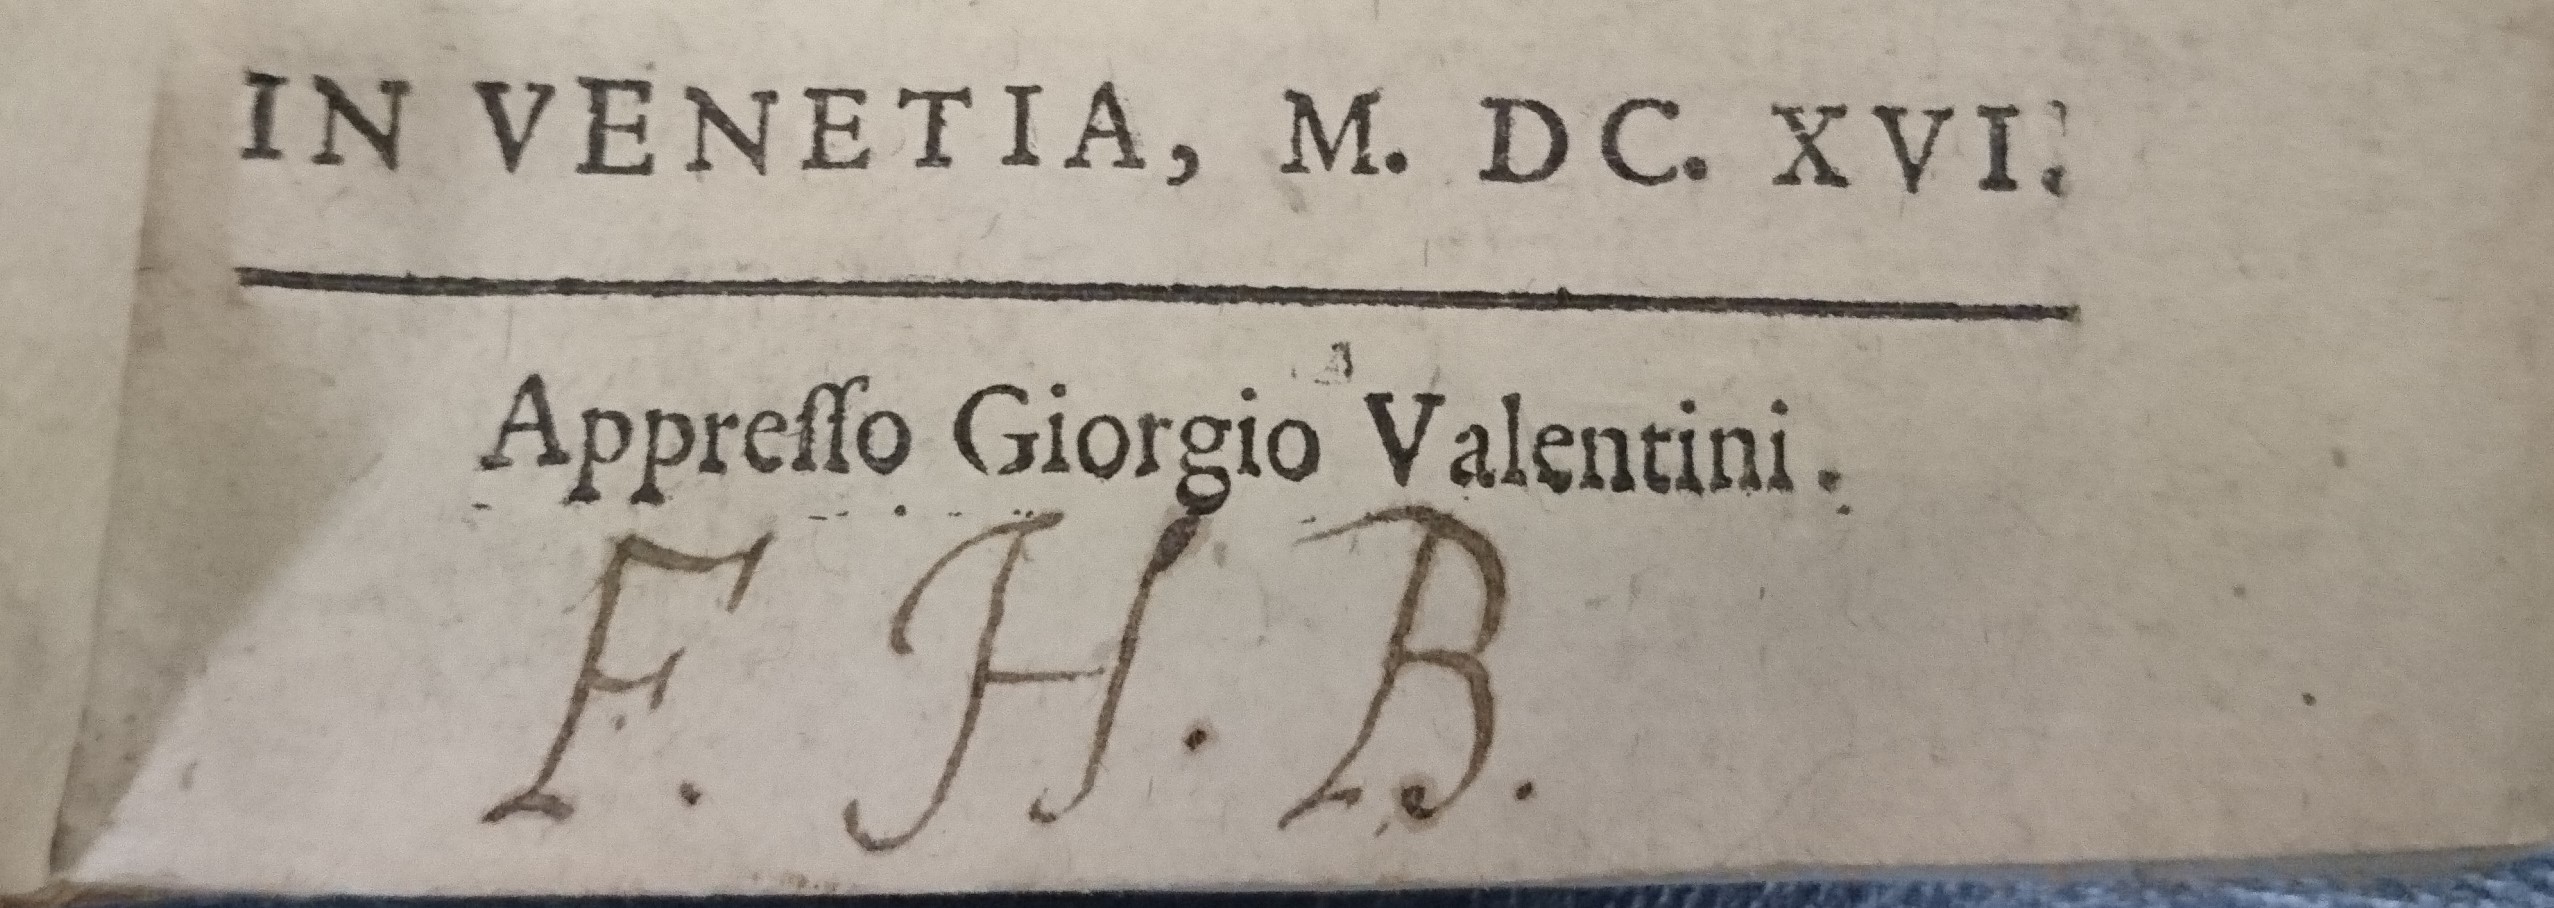 IN VENETIA, M. DC. XVI.
Appreſſo Giorgio Valentini.
F. H. B.